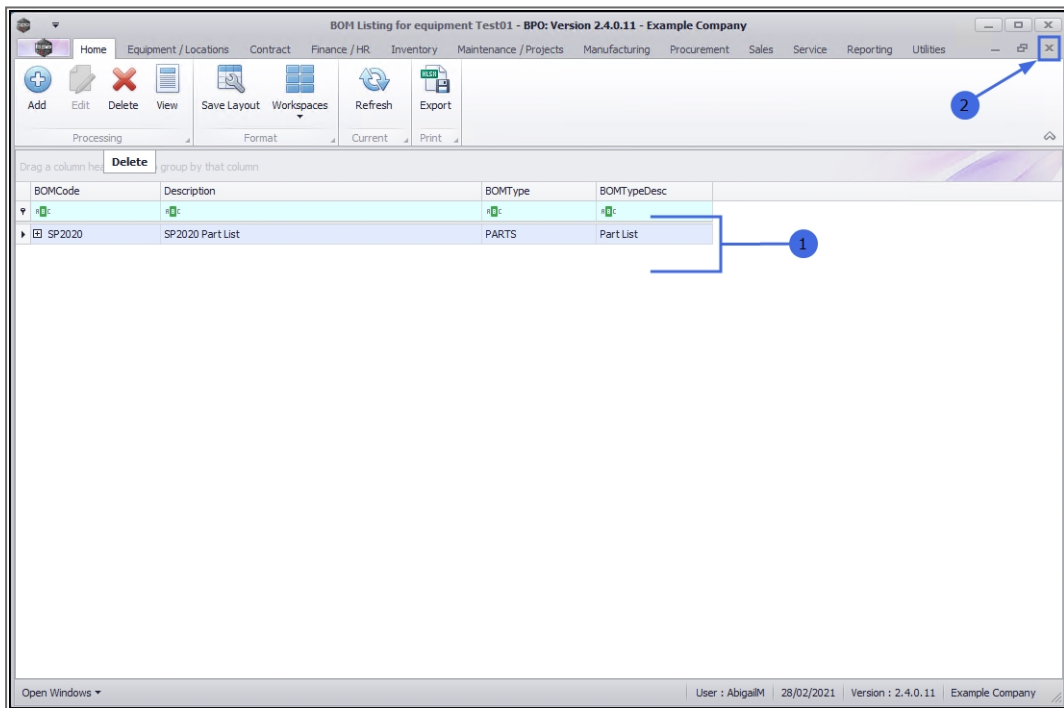 BOM Listing for equipment Test01 - BPO: Version 2.4.0.11 - Example Company
Home Equipment / Locations Contract Finance / HR Inventory Maintenance / Projects Manufacturing Procurement Sales Service Reporting Utilities
Add Edit Delete View Save Layout Workspaces Refresh Export
2
Processing Format Current Print
Drag a column hea group by that column
Delete
BOMCode Description BOMType BOMTypeDesc
SP2020 SP2020 Part List PARTS Part List
1
Open Windows User : AbigailM 28/02/2021 Version : 2.4.0.11 Example Company